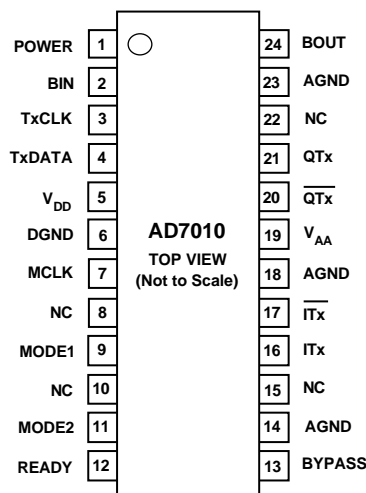 POWER 1 24 BOUT
BIN 2 23 AGND
TxCLK 3 22 NC
TxDATA 4 21 QTx
VDD 5 20 Q̅T̅x̅
DGND 6 19 VAA
MCLK 7 18 AGND
NC 8 17 I̅T̅x̅
MODE1 9 16 ITx
NC 10 15 NC
MODE2 11 14 AGND
READY 12 13 BYPASS
AD7010
TOP VIEW
(Not to Scale)